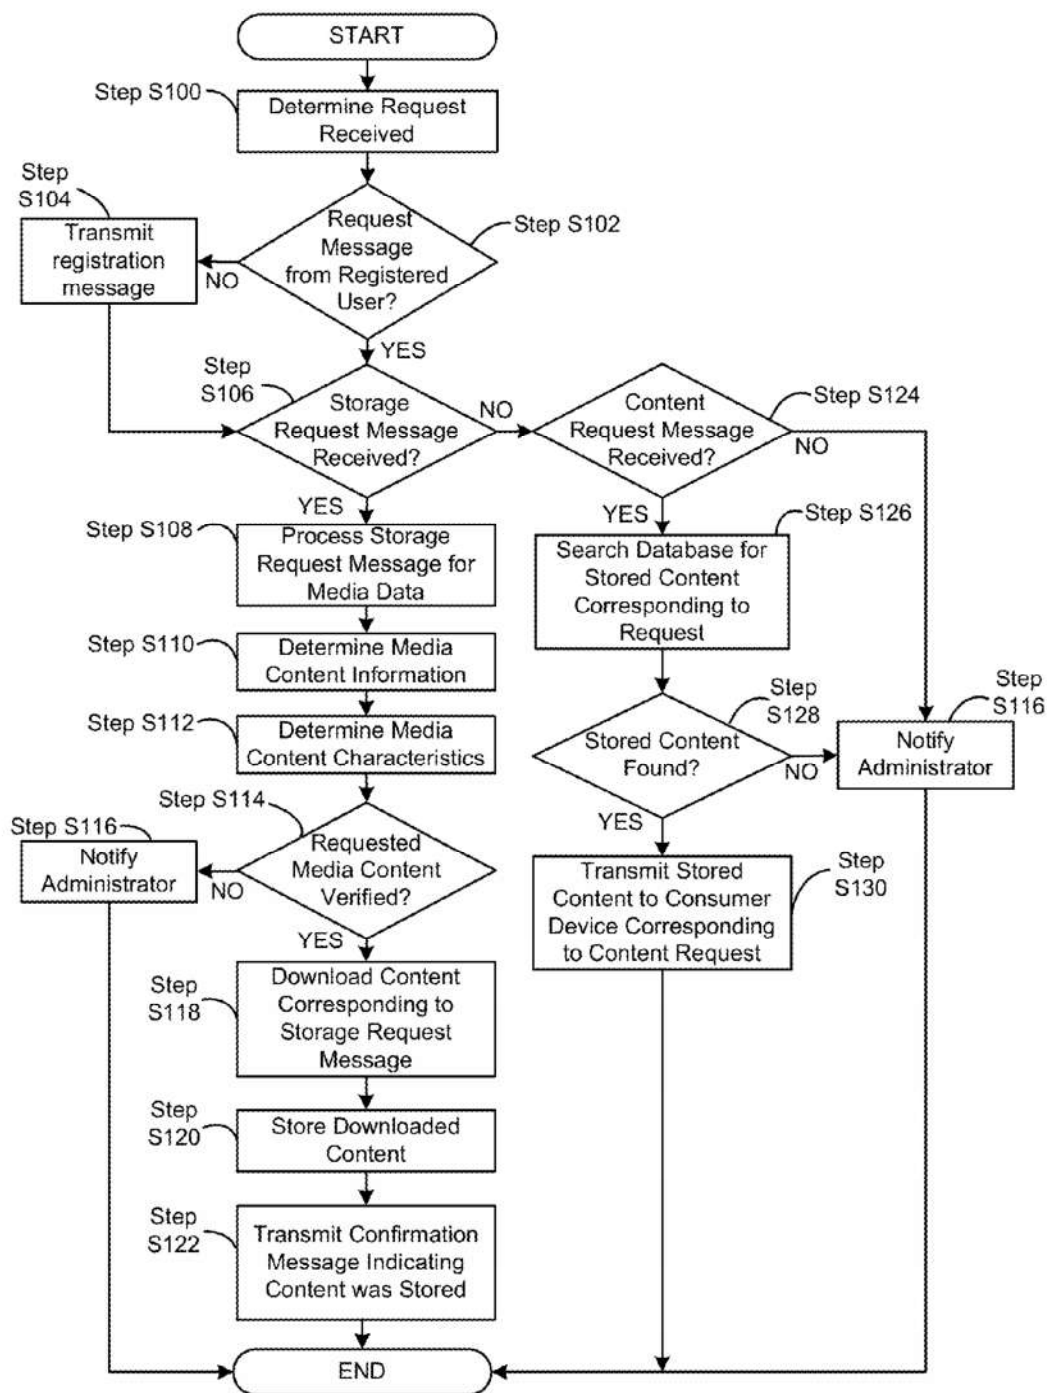 START
Step S100
Determine Request
Received
Step
S104
Transmit
registration
message
NO
Request
Message
from Registered
User?
Step S102
YES
Step
S106
Storage
Request Message
Received?
NO
Content
Request Message
Received?
Step S124
NO
YES
Step S108
Process Storage
Request Message for
Media Data
YES
Step S126
Search Database for
Stored Content
Corresponding to
Request
Step S110
Determine Media
Content Information
Step S112
Determine Media
Content Characteristics
Step
S128
Stored Content
Found?
NO
Step
S116
Notify
Administrator
Step S114
Requested
Media Content
Verified?
NO
Step S116
Notify
Administrator
YES
YES
Transmit Stored
Content to Consumer
Device Corresponding
to Content Request
Step
S130
Step
S118
Download Content
Corresponding to
Storage Request
Message
Step
S120
Store Downloaded
Content
Step
S122
Transmit Confirmation
Message Indicating
Content was Stored
END